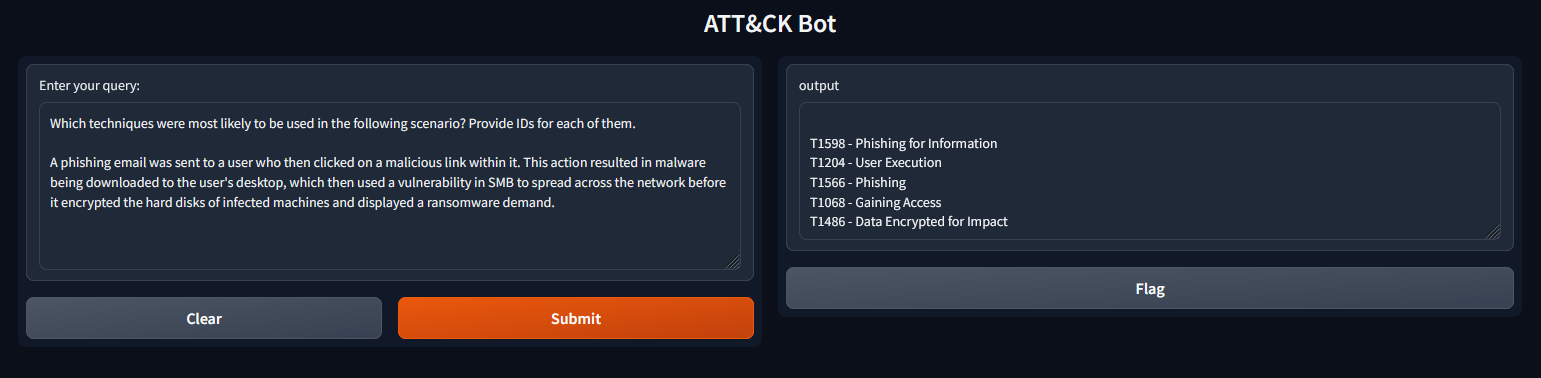 ATT&CK Bot
Enter your query:
Which techniques were most likely to be used in the following scenario? Provide IDs for each of them.
A phishing email was sent to a user who then clicked on a malicious link within it. This action resulted in malware
being downloaded to the user's desktop, which then used a vulnerability in SMB to spread across the network before
it encrypted the hard disks of infected machines and displayed a ransomware demand.
Clear
Submit
output
T1598 - Phishing for Information
T1204 - User Execution
T1566 - Phishing
T1068 - Gaining Access
T1486 - Data Encrypted for Impact
Flag